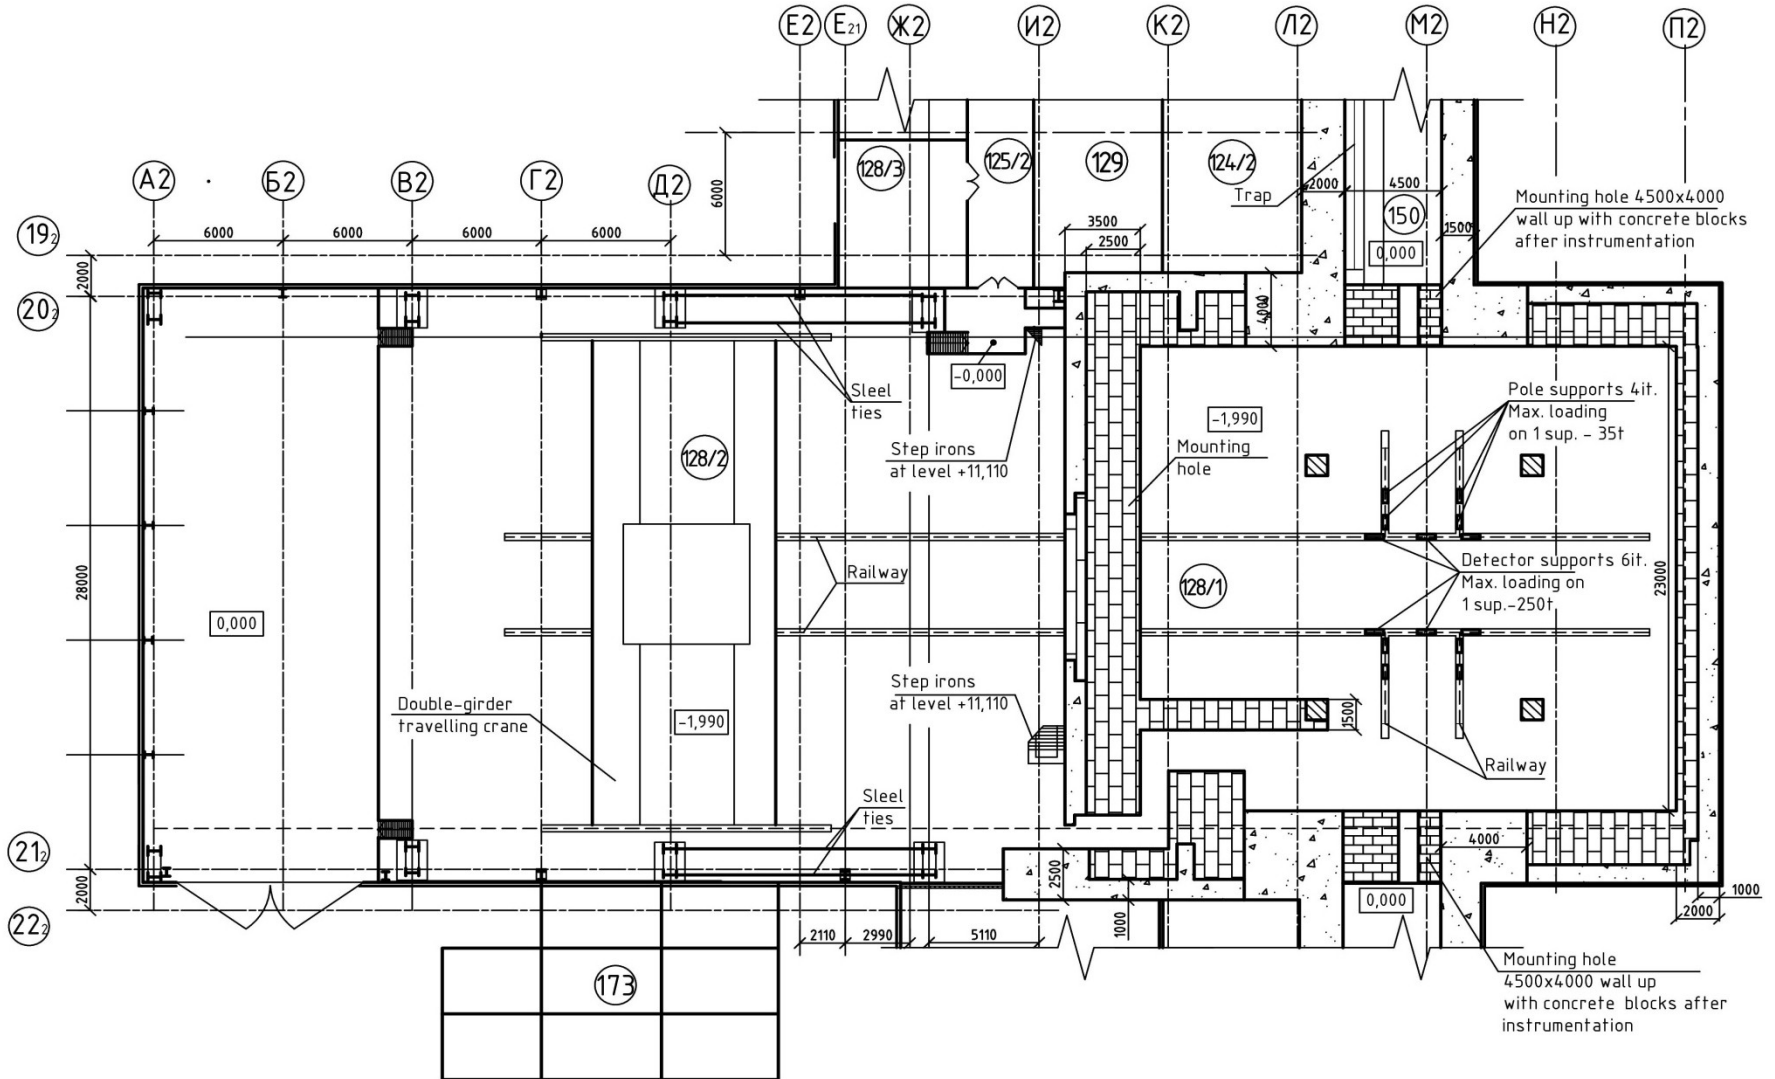 Е2
Е21
Ж2
И2
К2
Л2
М2
Н2
П2
А2
Б2
В2
Г2
Д2
128/3
125/2
129
124/2
Trap
2000
4500
150
1500
0,000
Mounting hole 4500x4000
wall up with concrete blocks
after instrumentation
19₂
6000
6000
6000
6000
6000
2000
20₂
3500
2500
4000
-0,000
Sleel
ties
Step irons
at level +11,110
128/2
-1,990
Mounting
hole
Pole supports 4it.
Max. loading
on 1 sup. - 35t
Detector supports 6it.
Max. loading on
1 sup.-250t
23000
Railway
128/1
28000
0,000
Double-girder
travelling crane
-1,990
Step irons
at level +11,110
1500
Railway
Sleel
ties
21₂
2000
22₂
2500
1000
4000
0,000
1000
2000
2110
2990
5110
173
Mounting hole
4500x4000 wall up
with concrete blocks after
instrumentation